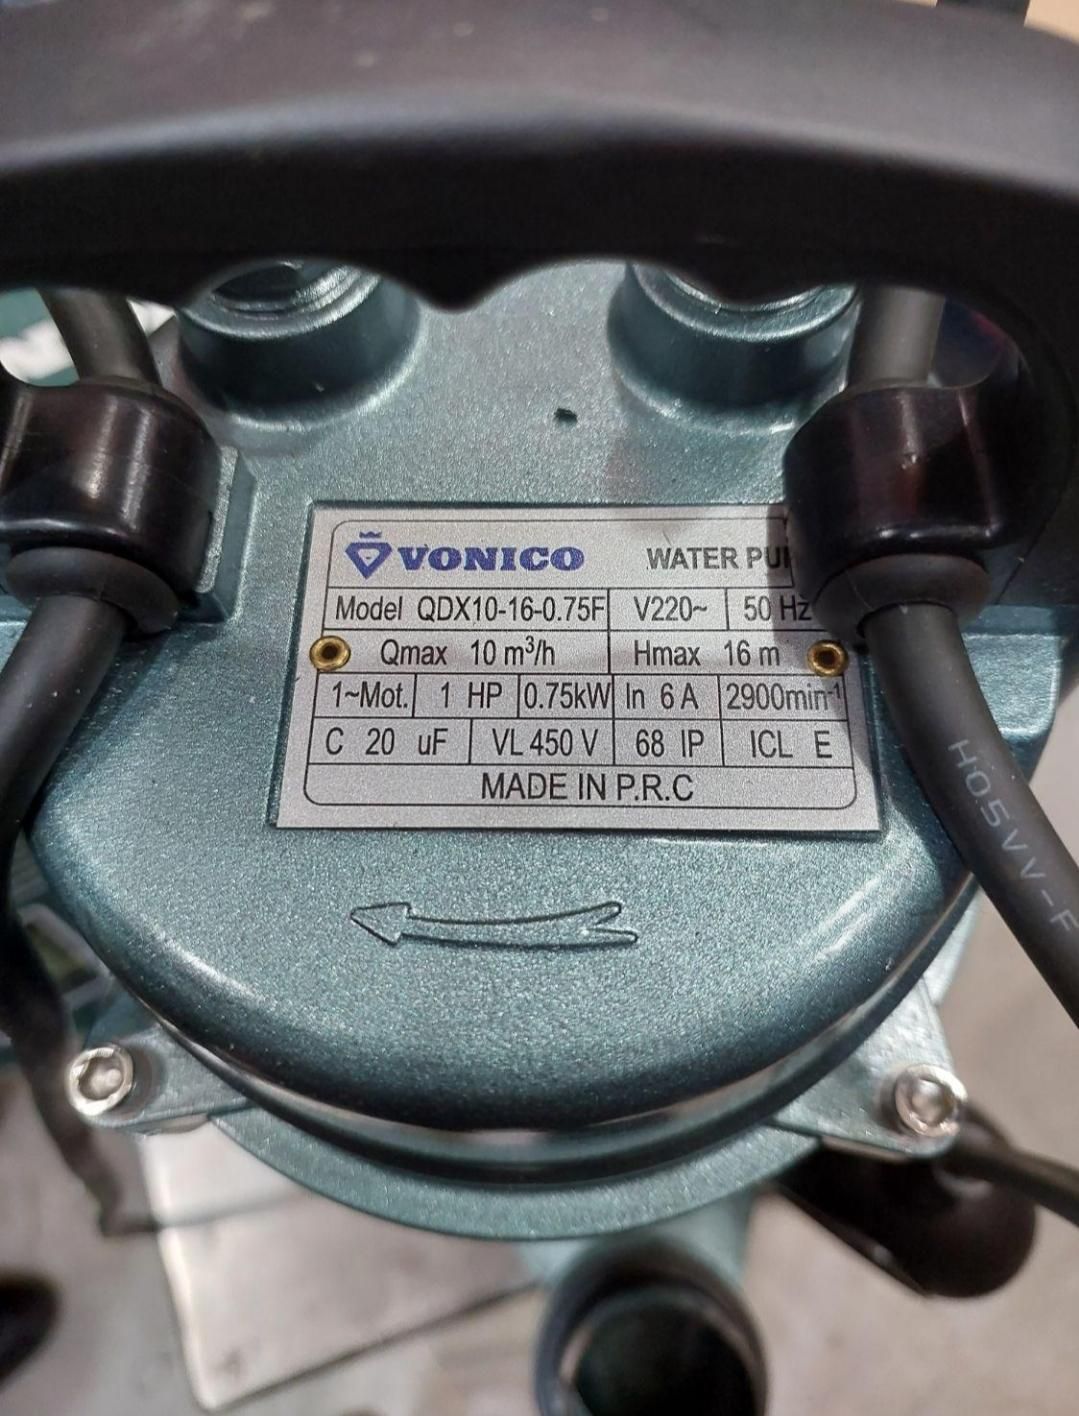 VONICO WATER
Model QDX10-16-0.75F V220~ 50 Hz
Qmax 10 m³/h Hmax 16 m
1~Mot. 1 HP 0.75kW In 6 A 2900min⁻¹
C 20 uF VL 450 V 68 IP ICL E
MADE IN P.R.C
H05VV-F